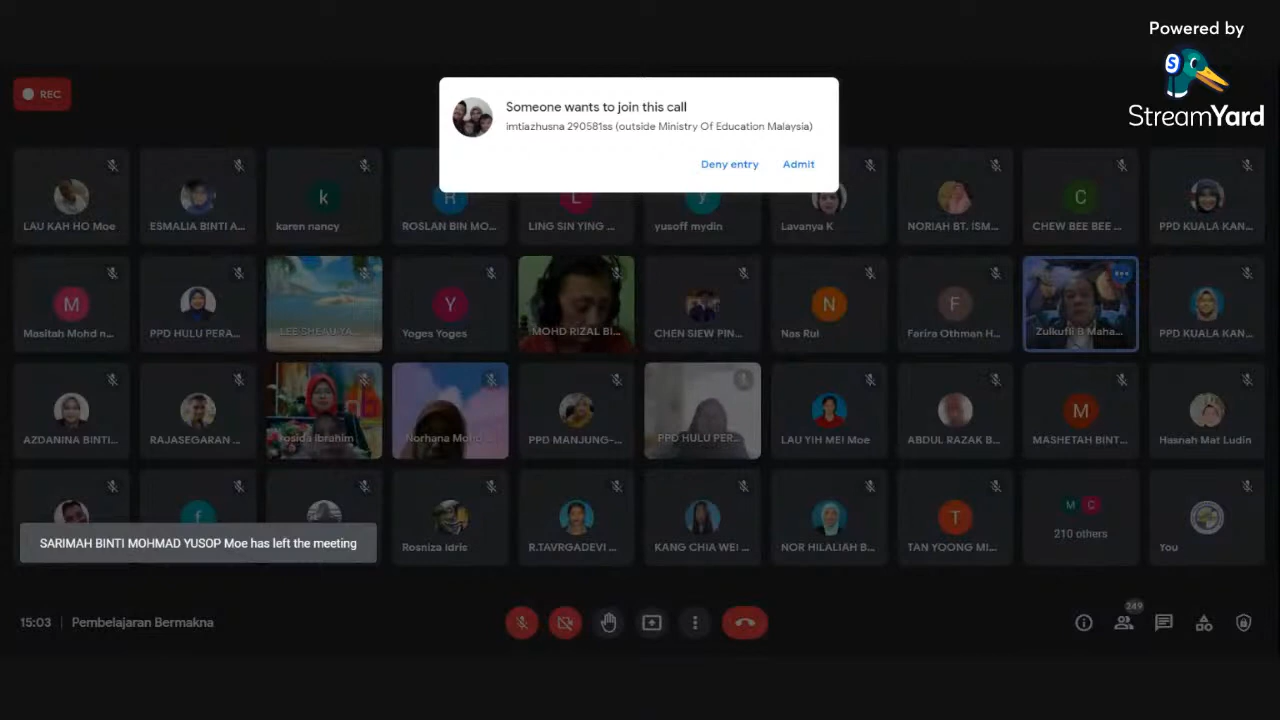 Powered by
StreamYard
REC
Someone wants to join this call
imtiazhusna 290581ss (outside Ministry Of Education Malaysia)
Deny entry
Admit
LAU KAH HO Moe
ESMALIA BINTI A...
k
karen nancy
R
ROSLAN BIN MO...
L
LING SIN YING ...
y
yusoff mydin
Lavanya K
NORIAH BT. ISM...
C
CHEW BEE BEE ...
PPD KUALA KAN...
M
Masitah Mohd n...
PPD HULU PERA...
LEE SHEAU YA...
Y
Yoges Yoges
MOHD RIZAL BI...
CHEN SIEW PIN...
N
Nas Rul
F
Farira Othman H...
Zulkufli B Maha...
PPD KUALA KAN...
AZDANINA BINTI...
RAJASEGARAN ...
rosida Ibrahim
Norhana Mohd ...
PPD MANJUNG-...
PPD HULU PER...
LAU YIH MEI Moe
ABDUL RAZAK B...
M
MASHETAH BINT...
Hasnah Mat Ludin
f
SARIMAH BINTI MOHMAD YUSOP Moe has left the meeting
Rosniza Idris
R.TAVRGADEVI ...
KANG CHIA WEI ...
NOR HILALIAH B...
T
TAN YOONG MI...
M C
210 others
You
15:03 | Pembelajaran Bermakna
249